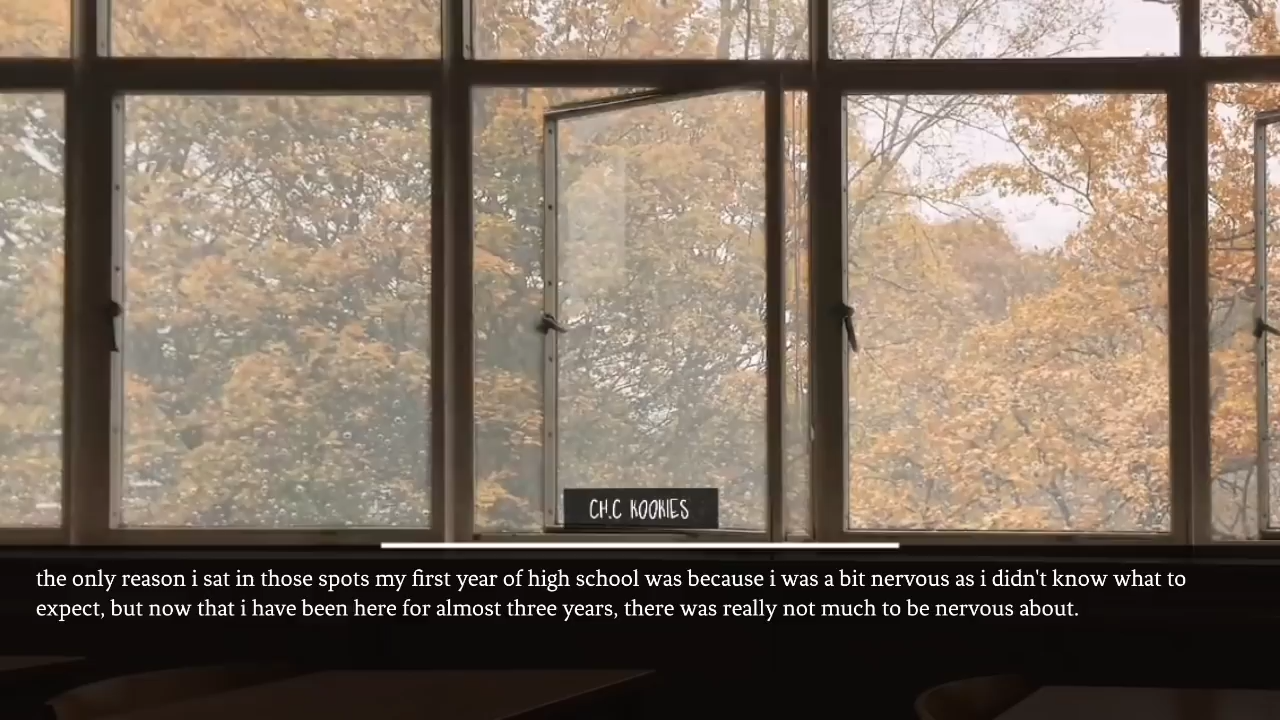 CH.C KOOKIES
the only reason i sat in those spots my first year of high school was because i was a bit nervous as i didn't know what to
expect, but now that i have been here for almost three years, there was really not much to be nervous about.